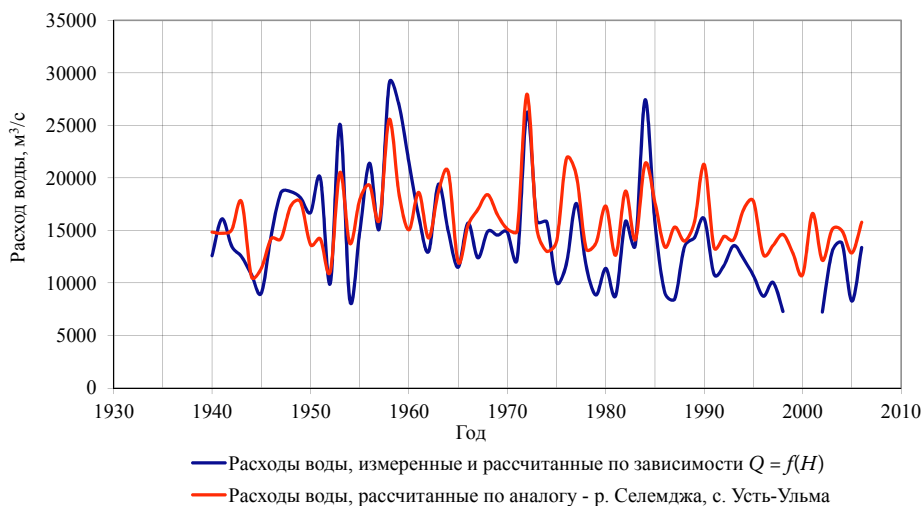 Расход воды, м³/с
35000
30000
25000
20000
15000
10000
5000
0
1930 1940 1950 1960 1970 1980 1990 2000 2010
Год
Расходы воды, измеренные и рассчитанные по зависимости Q = f(H)
Расходы воды, рассчитанные по аналогу - р. Селемджа, с. Усть-Ульма